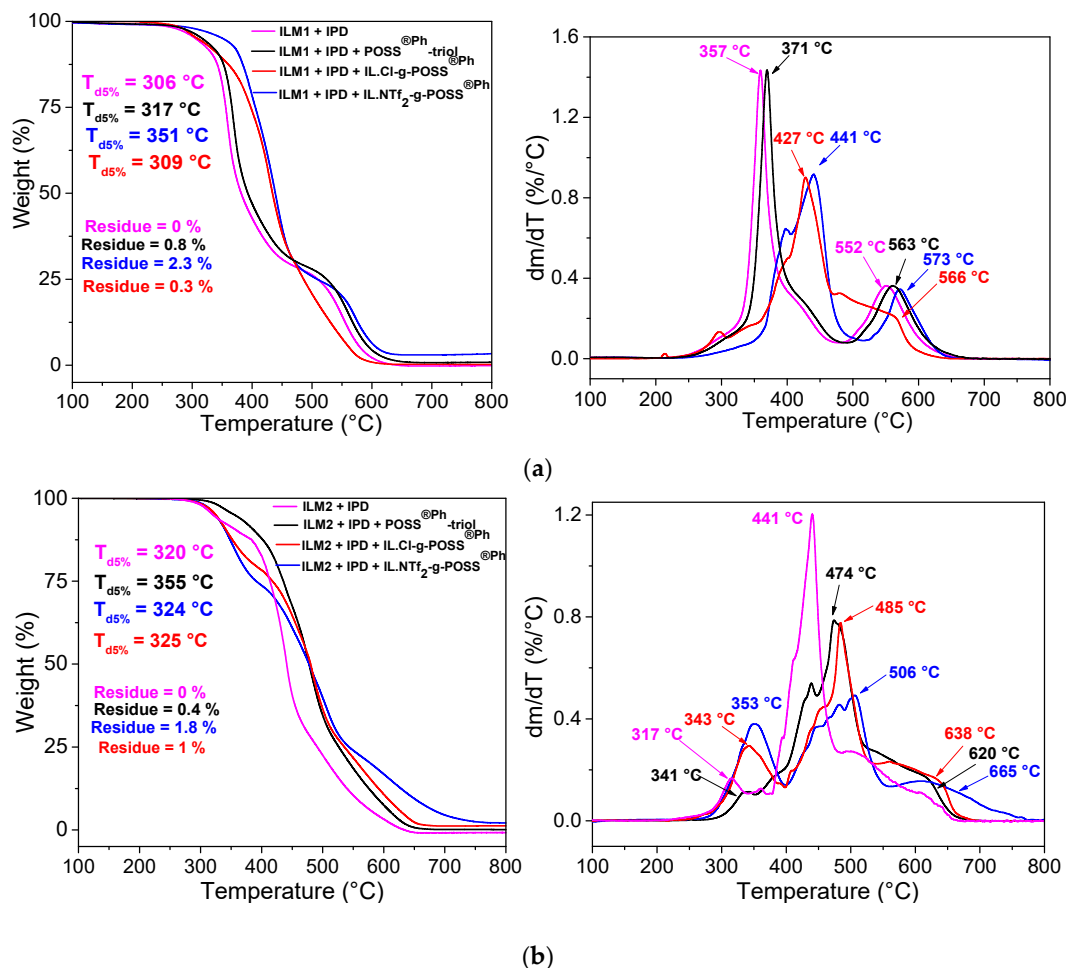 ILM1 + IPD
ILM1 + IPD + POSS®Ph-triol
ILM1 + IPD + IL.Cl-g-POSS®Ph
ILM1 + IPD + IL.NTf2-g-POSS®Ph
Td5% = 306 °C
Td5% = 317 °C
Td5% = 351 °C
Td5% = 309 °C
Residue = 0 %
Residue = 0.8 %
Residue = 2.3 %
Residue = 0.3 %
Weight (%)
100
75
50
25
0
100 200 300 400 500 600 700 800
Temperature (°C)
357 °C
371 °C
427 °C
441 °C
552 °C
563 °C
573 °C
566 °C
dm/dT (%/°C)
1.6
1.2
0.8
0.4
0.0
100 200 300 400 500 600 700 800
Temperature (°C)
(a)
ILM2 + IPD
ILM2 + IPD + POSS®Ph-triol
ILM2 + IPD + IL.Cl-g-POSS®Ph
ILM2 + IPD + IL.NTf2-g-POSS®Ph
Td5% = 320 °C
Td5% = 355 °C
Td5% = 324 °C
Td5% = 325 °C
Residue = 0 %
Residue = 0.4 %
Residue = 1.8 %
Residue = 1 %
Weight (%)
100
75
50
25
0
100 200 300 400 500 600 700 800
Temperature (°C)
441 °C
474 °C
485 °C
506 °C
353 °C
343 °C
317 °C
341 °C
638 °C
620 °C
665 °C
dm/dT (%/°C)
1.2
0.8
0.4
0.0
100 200 300 400 500 600 700 800
Temperature (°C)
(b)